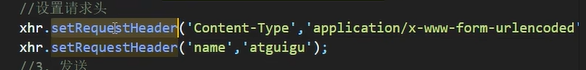 //设置请求头
xhr.setRequestHeader('Content-Type','application/x-www-form-urlencoded'
xhr.setRequestHeader('name','atguigu');
//3. 发送